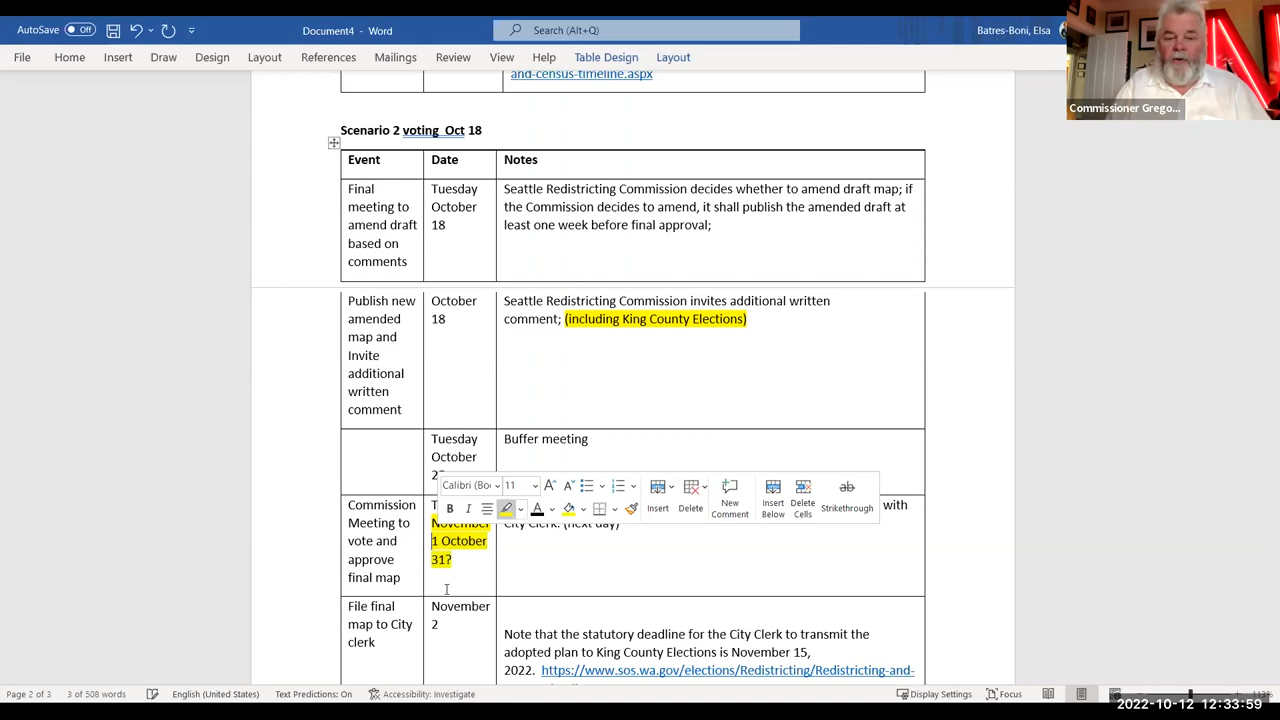 AutoSave Off
Document4 - Word
Search (Alt+Q)
Batres-Boni, Elsa
File Home Insert Draw Design Layout References Mailings Review View Help Table Design Layout
Commissioner Grego...
and-census-timeline.aspx
Scenario 2 voting Oct 18
Event Date Notes
Final meeting to amend draft based on comments
Tuesday October 18
Seattle Redistricting Commission decides whether to amend draft map; if
the Commission decides to amend, it shall publish the amended draft at
least one week before final approval;
Publish new amended map and Invite additional written comment
October 18
Seattle Redistricting Commission invites additional written
comment; (including King County Elections)
Tuesday October
Buffer meeting
Calibri (Bo 11
Insert Delete New Comment Insert Below Delete Cells Strikethrough
Commission Meeting to vote and approve final map
November 1 October 31?
with
City Clerk. (next day)
File final map to City clerk
November 2
Note that the statutory deadline for the City Clerk to transmit the
adopted plan to King County Elections is November 15,
2022. https://www.sos.wa.gov/elections/Redistricting/Redistricting-and-
Page 2 of 3 3 of 508 words English (United States) Text Predictions: On Accessibility: Investigate Display Settings Focus
2022-10-12 12:33:59